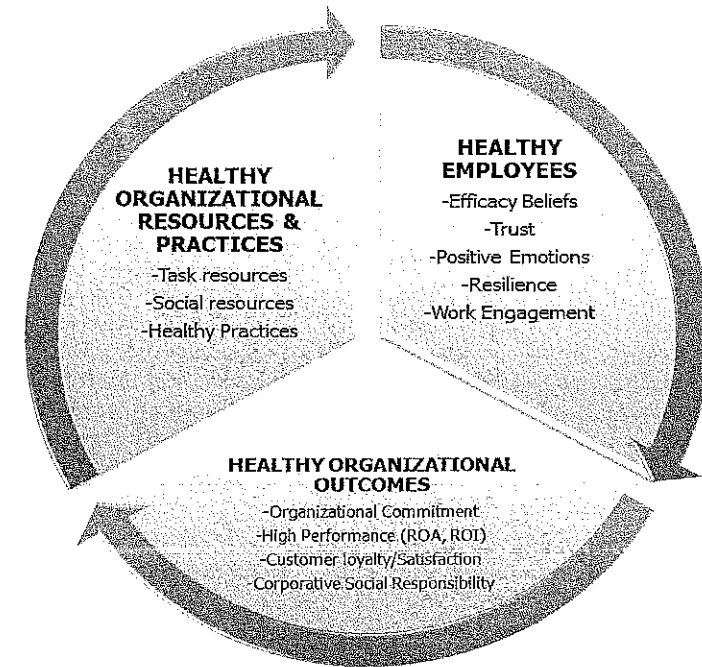 HEALTHY
ORGANIZATIONAL
RESOURCES &
PRACTICES
-Task resources
-Social resources
-Healthy Practices
HEALTHY
EMPLOYEES
-Efficacy Beliefs
-Trust
-Positive Emotions
-Resilience
-Work Engagement
HEALTHY ORGANIZATIONAL
OUTCOMES
-Organizational Commitment
-High Performance (ROA, ROI)
-Customer loyalty/Satisfaction
-Corporative Social Responsibility